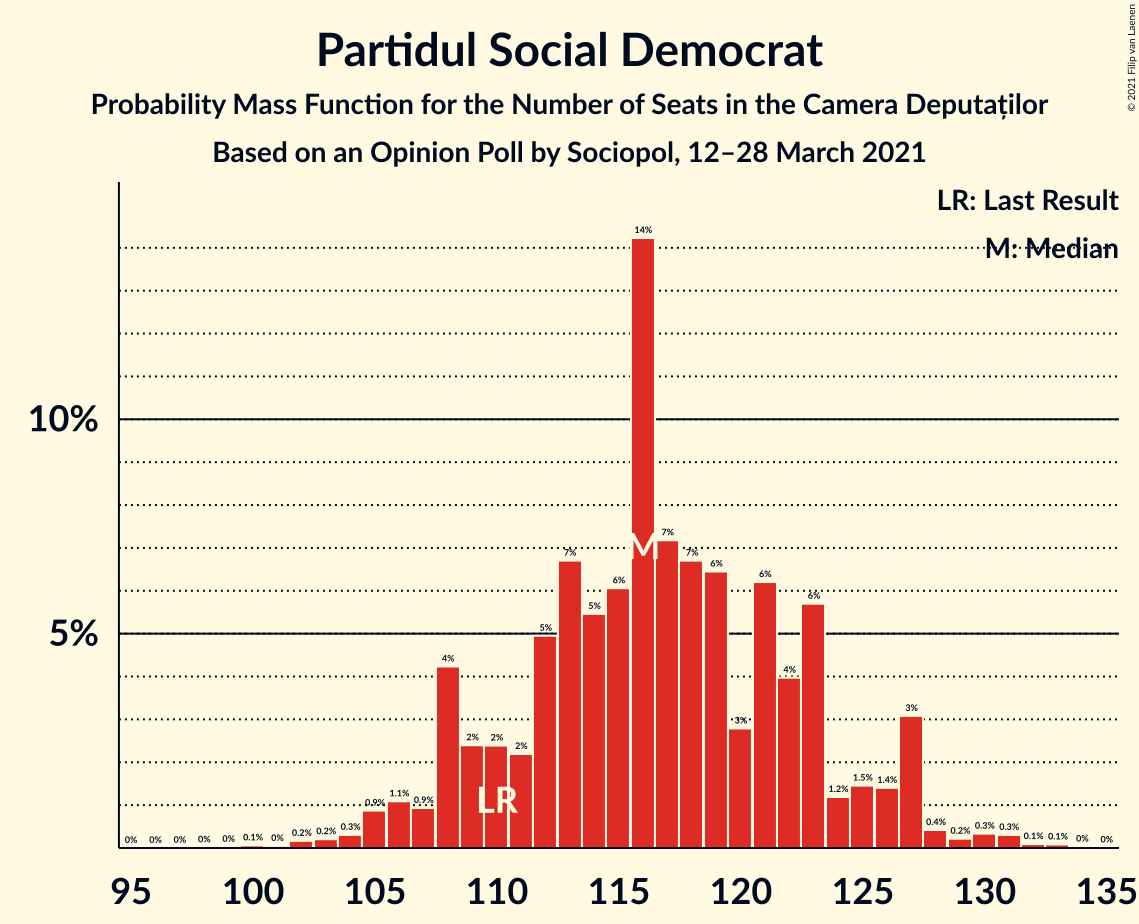 Partidul Social Democrat
Probability Mass Function for the Number of Seats in the Camera Deputaților
Based on an Opinion Poll by Sociopol, 12–28 March 2021
© 2021 Filip van Laenen
LR: Last Result
M: Median
10%
5%
0% 0% 0% 0% 0% 0.1% 0% 0.2% 0.2% 0.3% 0.9% 1.1% 0.9% 4% 2% 2% 2% 5% 7% 5% 6% 14% 7% 7% 6% 3% 6% 4% 6% 1.2% 1.5% 1.4% 3% 0.4% 0.2% 0.3% 0.3% 0.1% 0.1% 0% 0%
M
LR
95 100 105 110 115 120 125 130 135